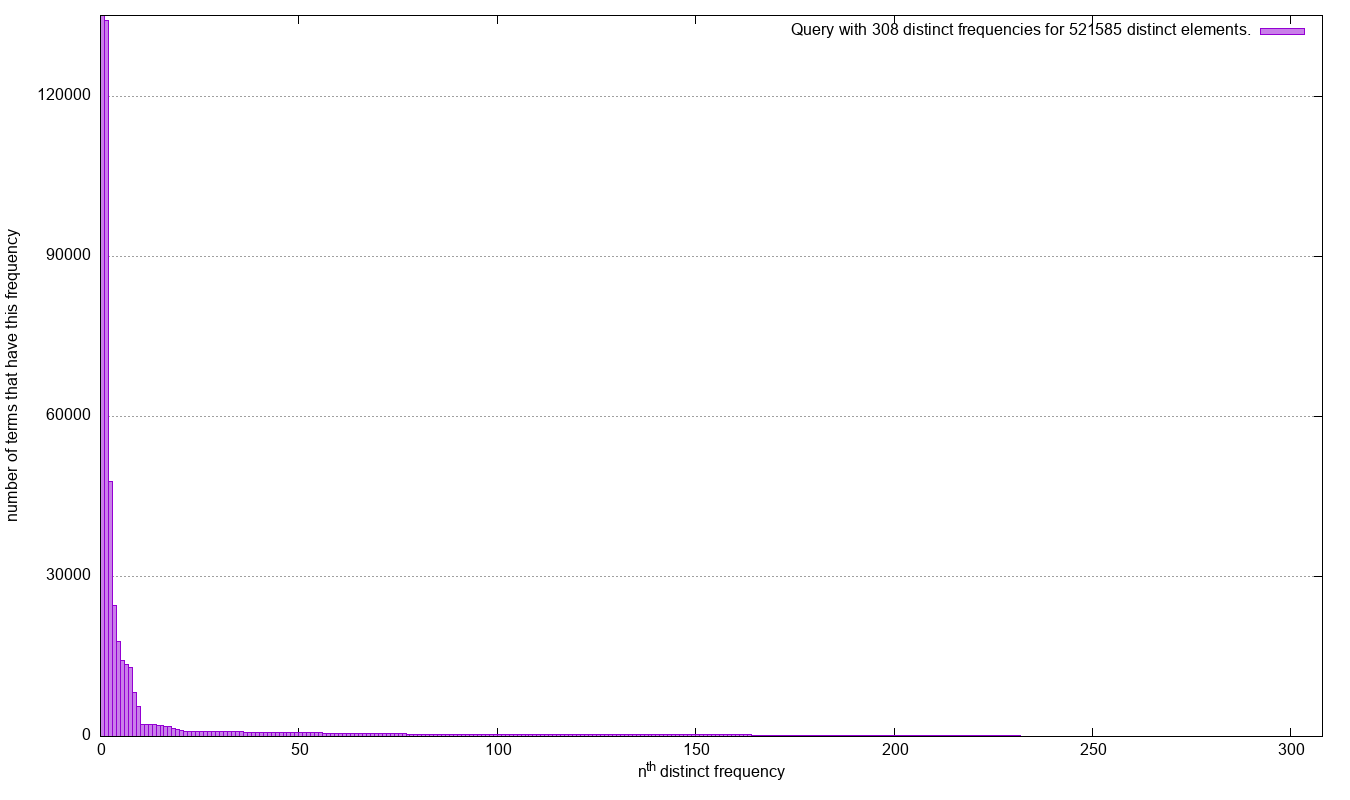 Query with 308 distinct frequencies for 521585 distinct elements.
120000
90000
60000
30000
0
number of terms that have this frequency
0 50 100 150 200 250 300
nth distinct frequency